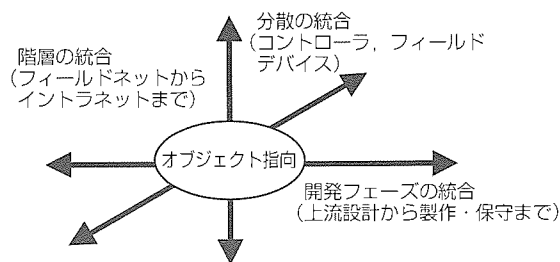 階層の統合
(フィールドネットから
イントラネットまで)
分散の統合
(コントローラ，フィールド
デバイス)
オブジェクト指向
開発フェーズの統合
(上流設計から製作・保守まで)